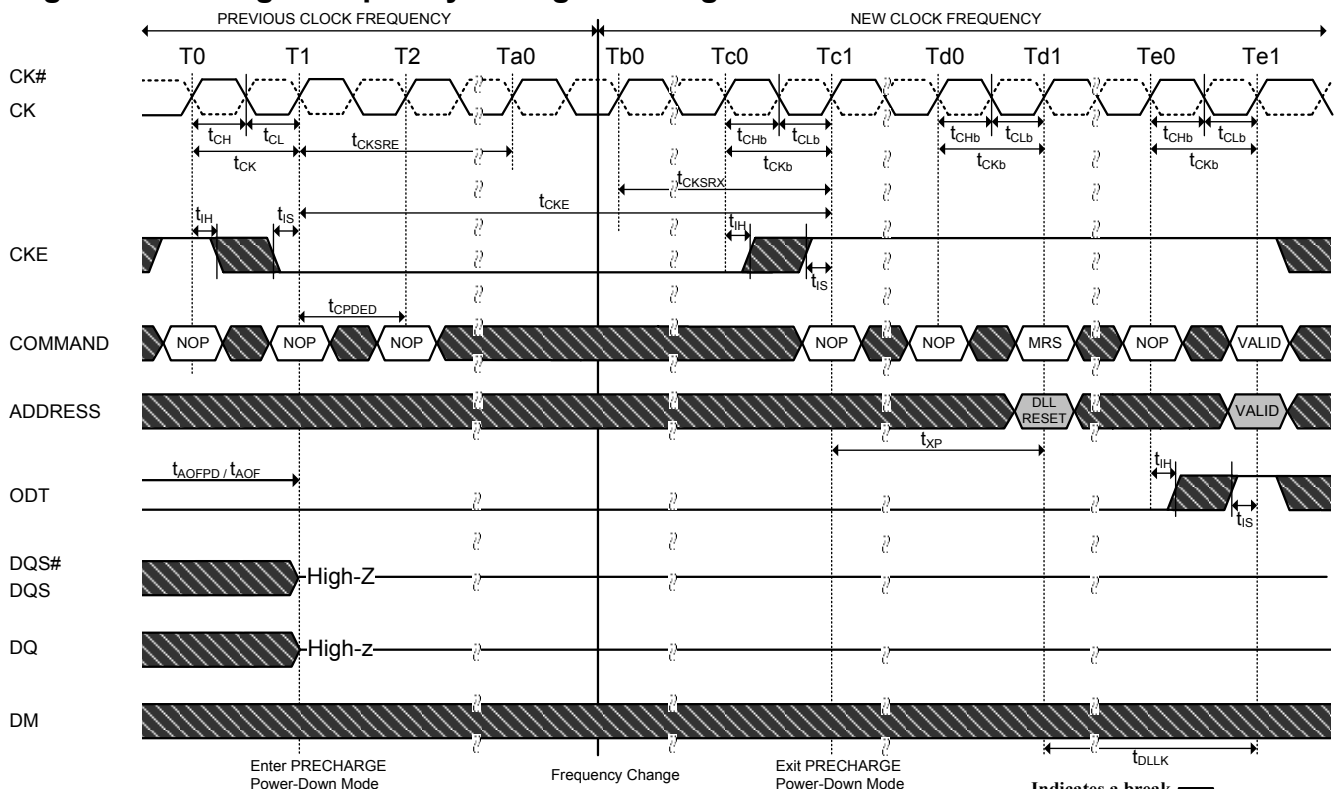 PREVIOUS CLOCK FREQUENCY NEW CLOCK FREQUENCY
T0 T1 T2 Ta0 Tb0 Tc0 Tc1 Td0 Td1 Te0 Te1
CK#
CK
tCH tCL tCKSRE tCHb tCLb tCHb tCLb tCHb tCLb
tCK tCKb tCKb tCKb
tCKSRX
tCKE
tIH tIS tIH
CKE
tIS
tCPDED
COMMAND NOP NOP NOP NOP NOP MRS NOP VALID
ADDRESS DLL RESET VALID
tXP
tAOFPD / tAOF tIH
ODT
tIS
DQS#
DQS
High-Z
DQ High-z
DM
tDLLK
Enter PRECHARGE
Power-Down Mode
Frequency Change
Exit PRECHARGE
Power-Down Mode
Indicates a break